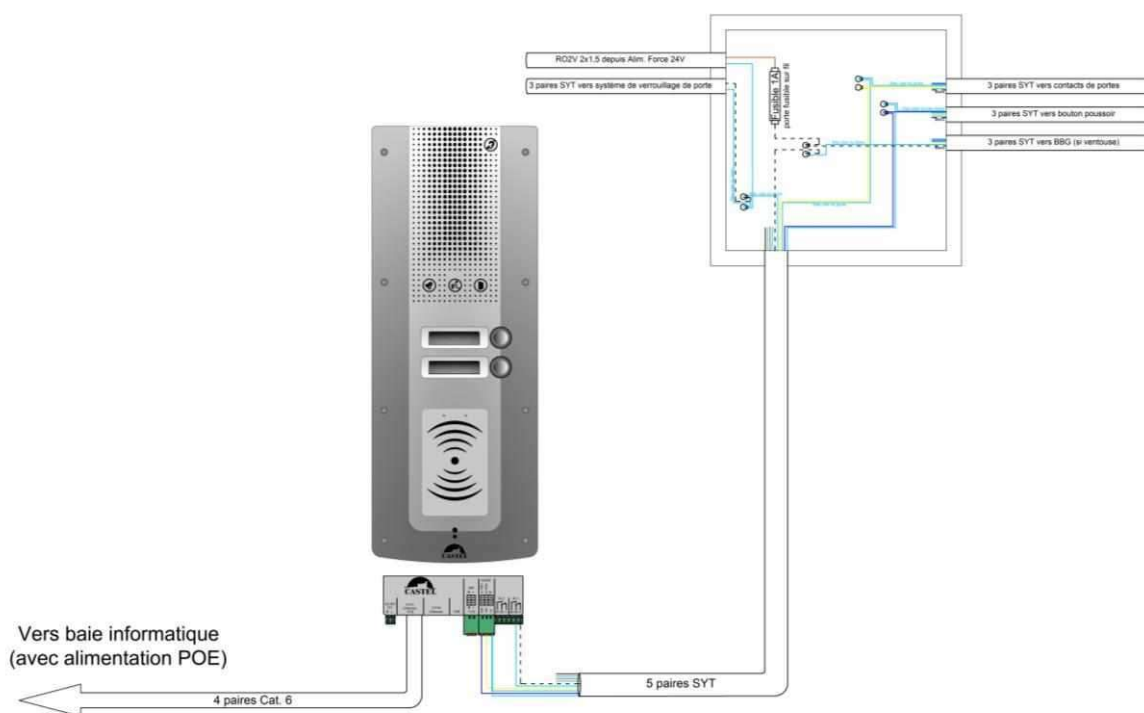 RO2V 2x1.5 depuis Alim. Force 24V
3 paires SYT vers système de verrouillage de porte
Fusible 1A
porte fusible sur fil
3 paires SYT vers contacts de portes
3 paires SYT vers bouton poussoir
3 paires SYT vers BBG (si ventouse)
CASTEL
CASTEL
Vers baie informatique
(avec alimentation POE)
4 paires Cat. 6
5 paires SYT